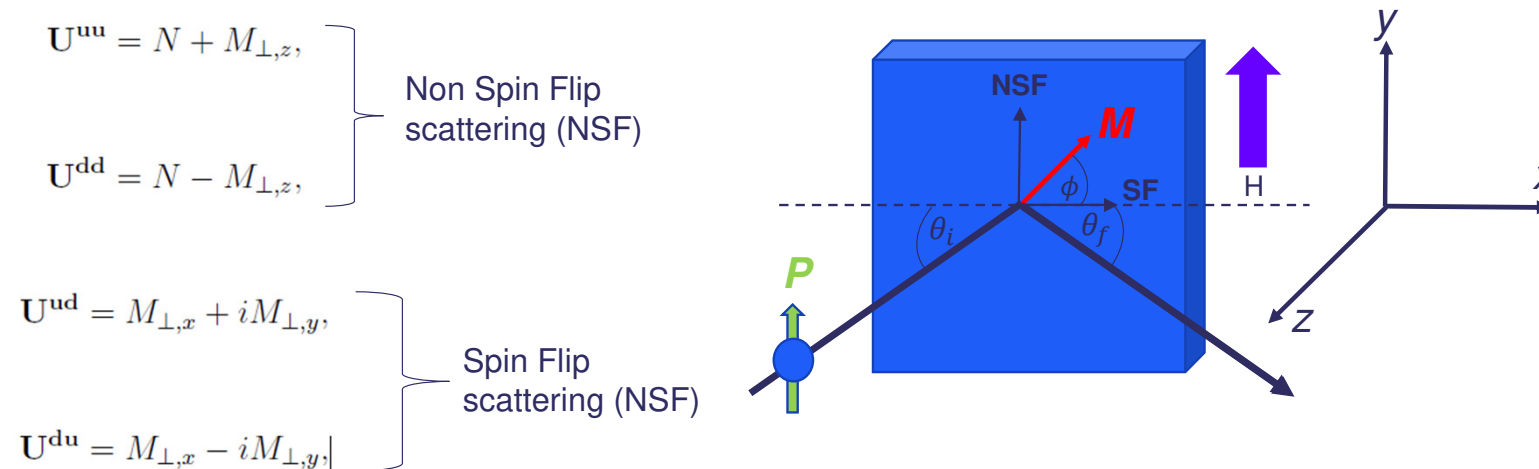 U^uu = N + M_⊥,z,
Non Spin Flip
scattering (NSF)
U^dd = N − M_⊥,z,
U^ud = M_⊥,x + iM_⊥,y,
Spin Flip
scattering (NSF)
U^du = M_⊥,x − iM_⊥,y,
NSF
M
ϕ
SF
θ_i
θ_f
P
H
y
z